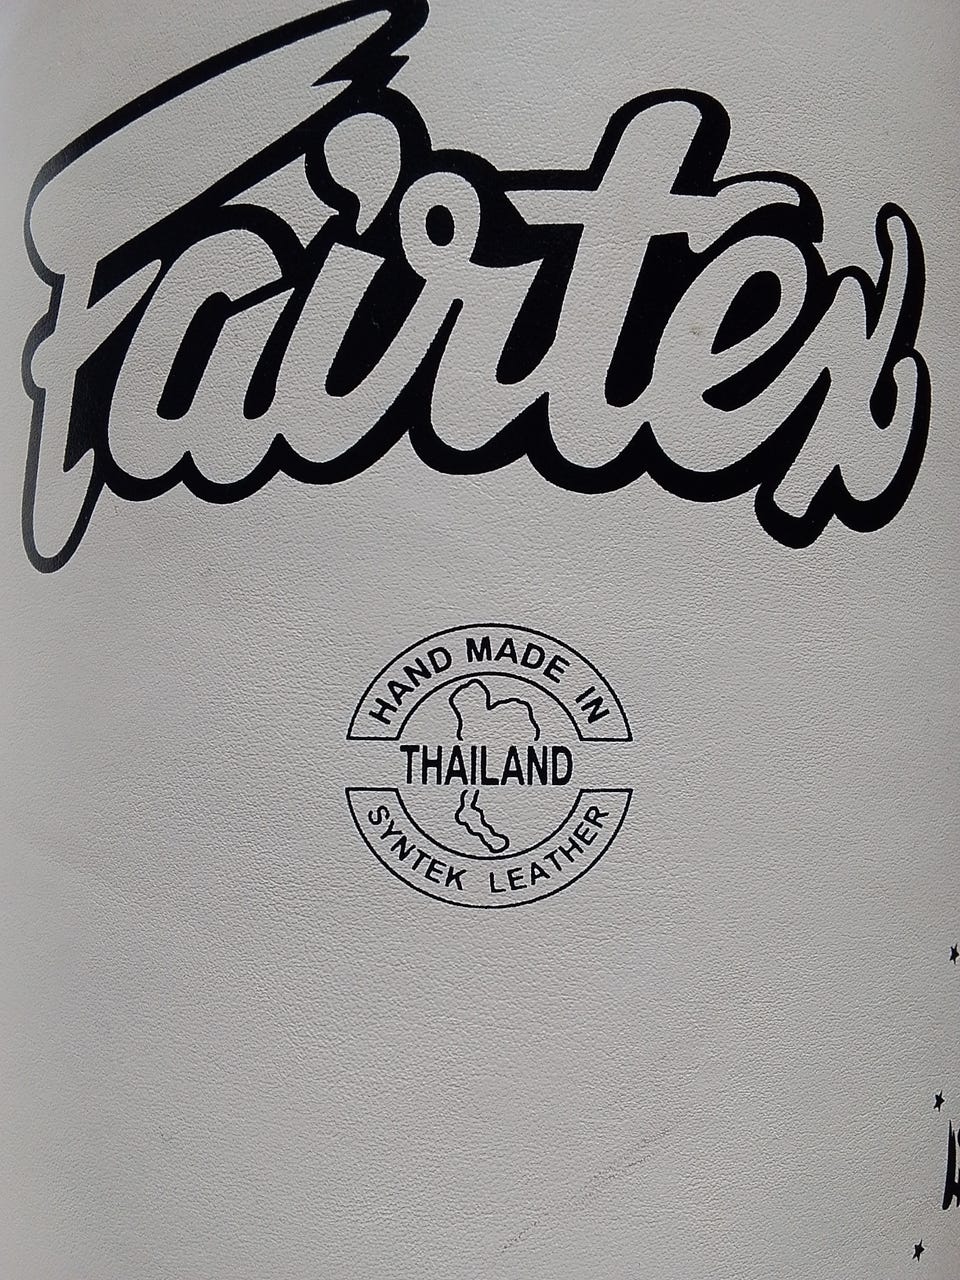 Fairtex
HAND MADE IN
THAILAND
SYNTEK LEATHER